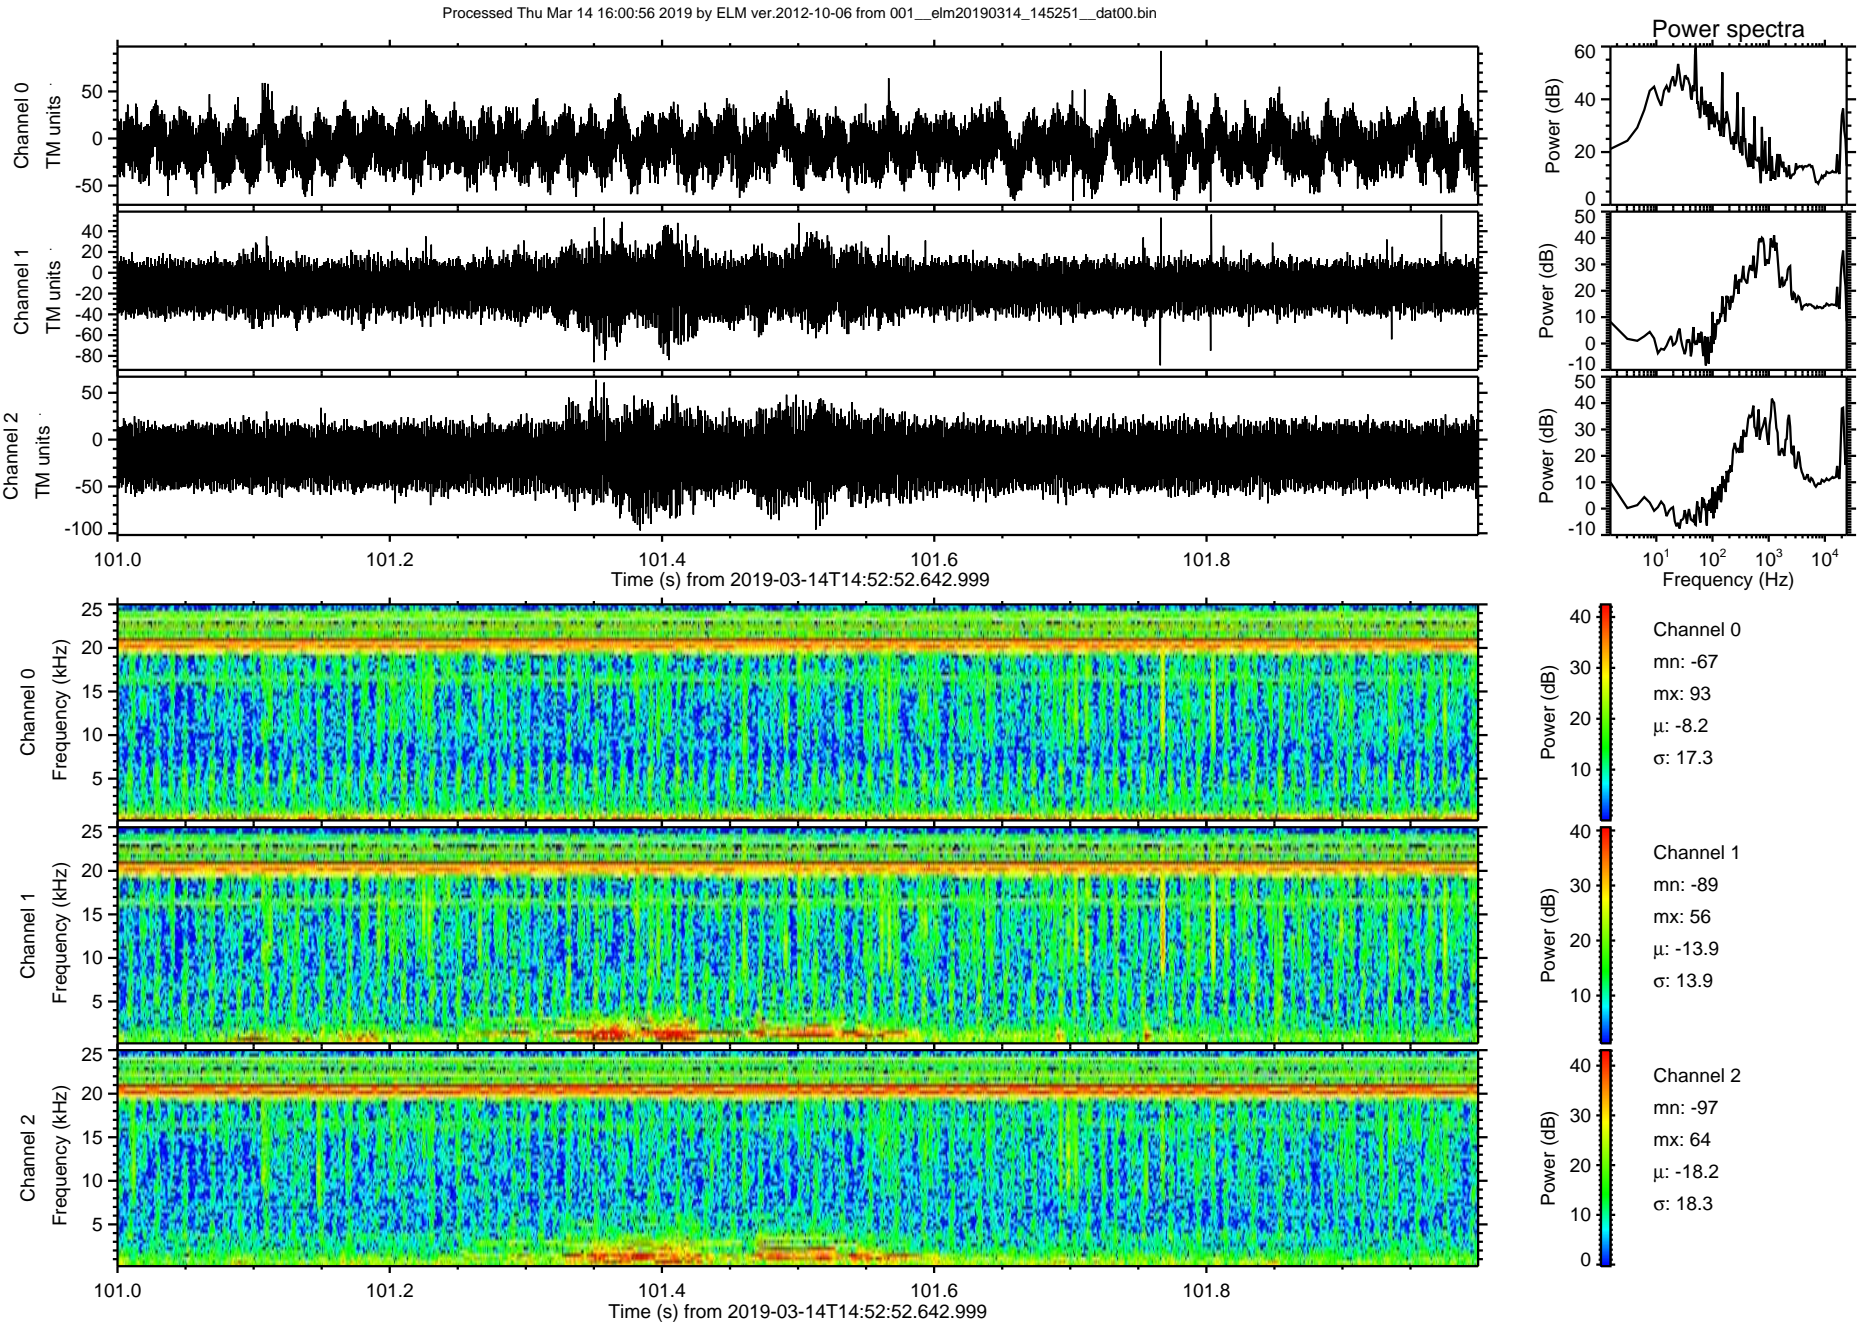 Processed Thu Mar 14 16:00:56 2019 by ELM ver.2012-10-06 from 001__elm20190314_145251__dat00.bin
Power spectra
Channel 0
TM units
50
0
-50
Power (dB)
60
40
20
0
Channel 1
TM units
40
20
0
-20
-40
-60
-80
Power (dB)
50
40
30
20
10
0
-10
Channel 2
TM units
50
0
-50
-100
Power (dB)
50
40
30
20
10
0
-10
101.0 101.2 101.4 101.6 101.8
Time (s) from 2019-03-14T14:52:52.642.999
10¹ 10² 10³ 10⁴
Frequency (Hz)
Channel 0
Frequency (kHz)
25
20
15
10
5
Power (dB)
40
30
20
10
Channel 0
mn: -67
mx: 93
μ: -8.2
σ: 17.3
Channel 1
Frequency (kHz)
25
20
15
10
5
Power (dB)
40
30
20
10
Channel 1
mn: -89
mx: 56
μ: -13.9
σ: 13.9
Channel 2
Frequency (kHz)
25
20
15
10
5
Power (dB)
40
30
20
10
0
Channel 2
mn: -97
mx: 64
μ: -18.2
σ: 18.3
101.0 101.2 101.4 101.6 101.8
Time (s) from 2019-03-14T14:52:52.642.999